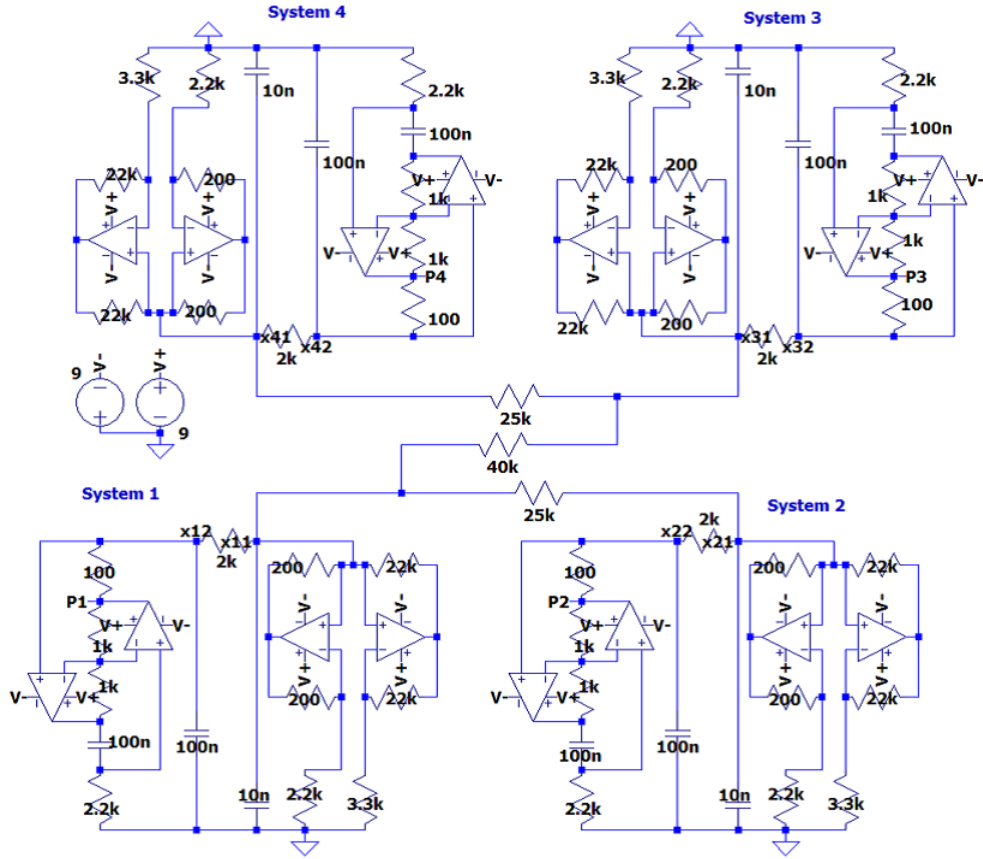 System 4
System 3
3.3k
2.2k
10n
2.2k
3.3k
2.2k
10n
2.2k
100n
100n
100n
100n
22k
V+
V+
200
V+
V-
1k
22k
V+
V+
200
V+
V-
1k
V-
V-
V-
V+
1k
V-
V-
V-
V+
1k
P4
P3
22k
200
100
22k
200
100
x41
2k
x42
x31
2k
x32
9
V-
V+
9
25k
40k
25k
System 1
System 2
x12
x11
2k
x22
2k
x21
100
200
22k
100
200
22k
P1
V-
V-
P2
V-
V-
V+
V-
1k
V+
V-
1k
V-
V+
1k
V+
V+
V-
V+
1k
V+
V+
200
22k
200
22k
100n
100n
100n
100n
2.2k
10n
2.2k
3.3k
2.2k
10n
2.2k
3.3k